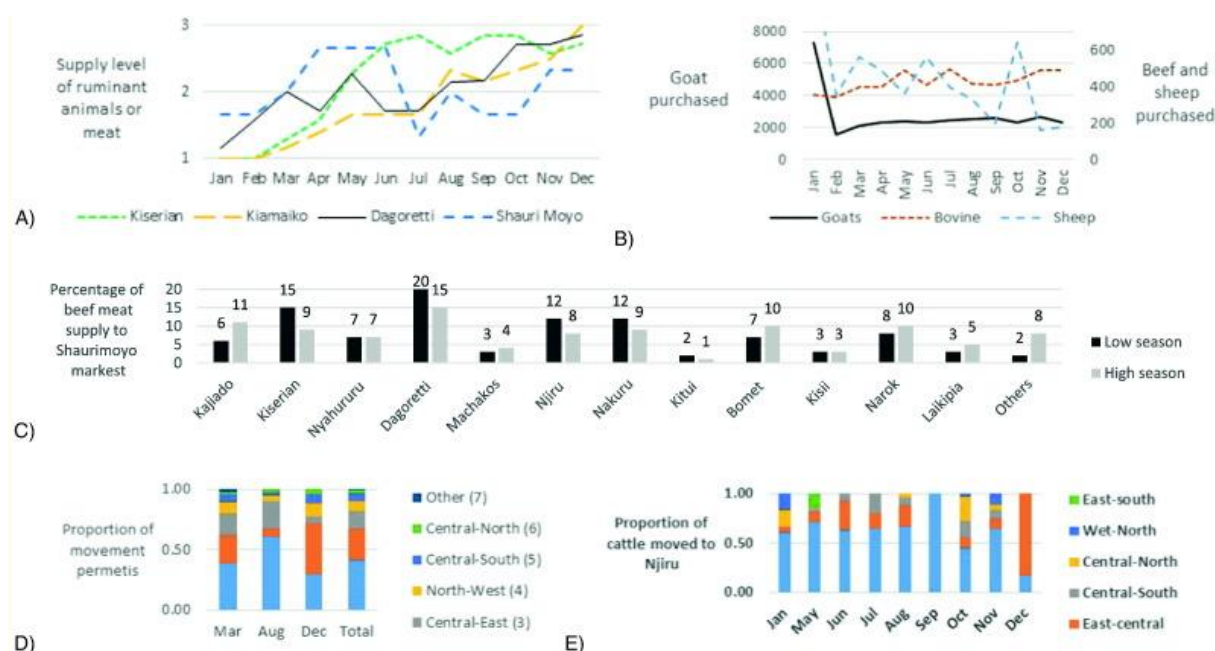 Supply level
of ruminant
animals or
meat
3
2
1
Jan Feb Mar Apr May Jun Jul Aug Sep Oct Nov Dec
A)
Kiserian Kiamaiko Dagoretti Shauri Moyo
Goat
purchased
8000
6000
4000
2000
0
600
400
200
0
Beef and
sheep
purchased
Jan Feb Mar Apr May Jun Jul Aug Sep Oct Nov Dec
Goats Bovine Sheep
B)
Percentage of
beef meat
supply to
Shaurimoyo
markest
20
15
10
5
0
6 11 15 9 7 7 20 15 3 4 12 8 12 9 2 1 7 10 3 3 8 10 3 5 2 8
Kajiado Kiserian Nyahururu Dagoretti Machakos Njiru Nakuru Kitui Bomet Kisii Narok Laikipia Others
Low season
High season
C)
Proportion of
movement
permetis
1.00
0.50
0.00
Mar Aug Dec Total
Other (7)
Central-North (6)
Central-South (5)
North-West (4)
Central-East (3)
D)
Proportion of
cattle moved to
Njiru
1.00
0.50
0.00
Jan May Jun Jul Aug Sep Oct Nov Dec
East-south
Wet-North
Central-North
Central-South
East-central
E)